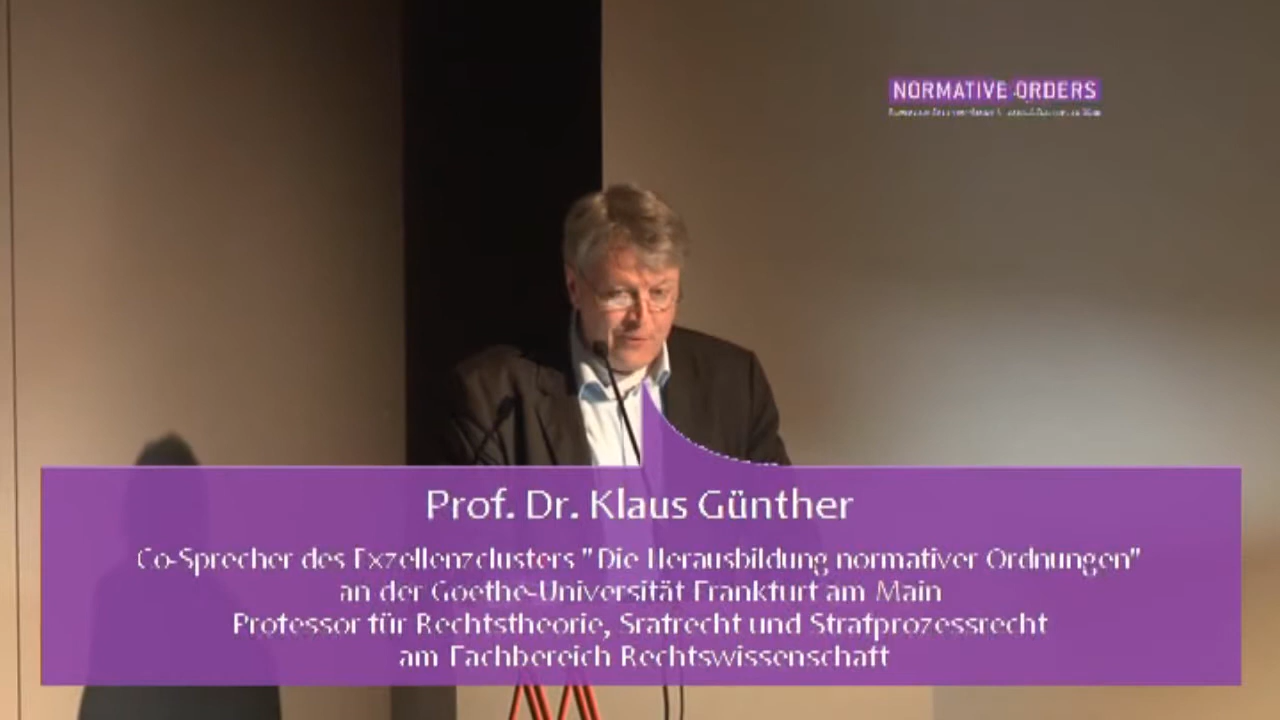 NORMATIVE ORDERS
Prof. Dr. Klaus Günther
Co-Sprecher des Exzellenzclusters "Die Herausbildung normativer Ordnungen"
an der Goethe-Universität Frankfurt am Main
Professor für Rechtstheorie, Srafrecht und Strafprozessrecht
am Fachbereich Rechtswissenschaft